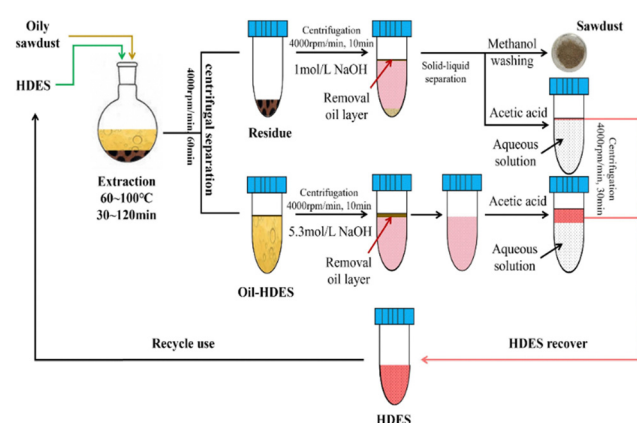 Oily
sawdust
HDES
Extraction
60~100℃
30~120min
centrifugal separation
4000rpm/min, 60min
Residue
Centrifugation
4000rpm/min, 10min
1mol/L NaOH
Removal
oil layer
Solid-liquid
separation
Methanol
washing
Sawdust
Acetic acid
Aqueous
solution
Centrifugation
4000rpm/min, 30min
Oil-HDES
Centrifugation
4000rpm/min, 10min
5.3mol/L NaOH
Removal
oil layer
Acetic acid
Aqueous
solution
Recycle use
HDES recover
HDES